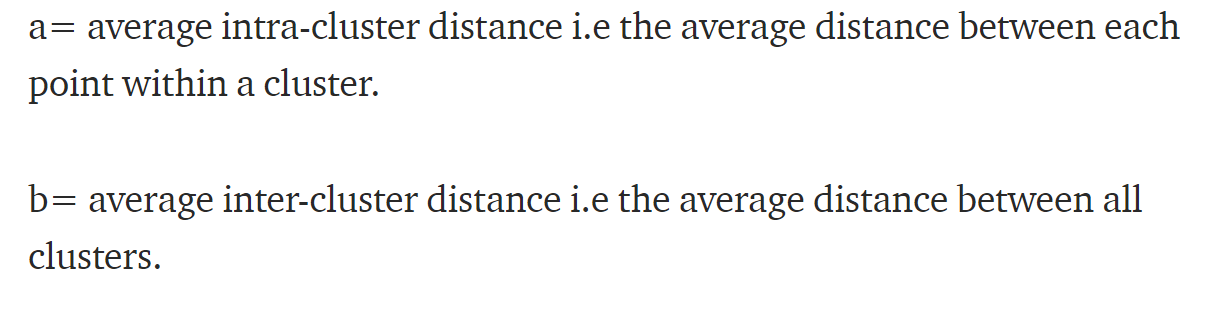 a= average intra-cluster distance i.e the average distance between each
point within a cluster.
b= average inter-cluster distance i.e the average distance between all
clusters.